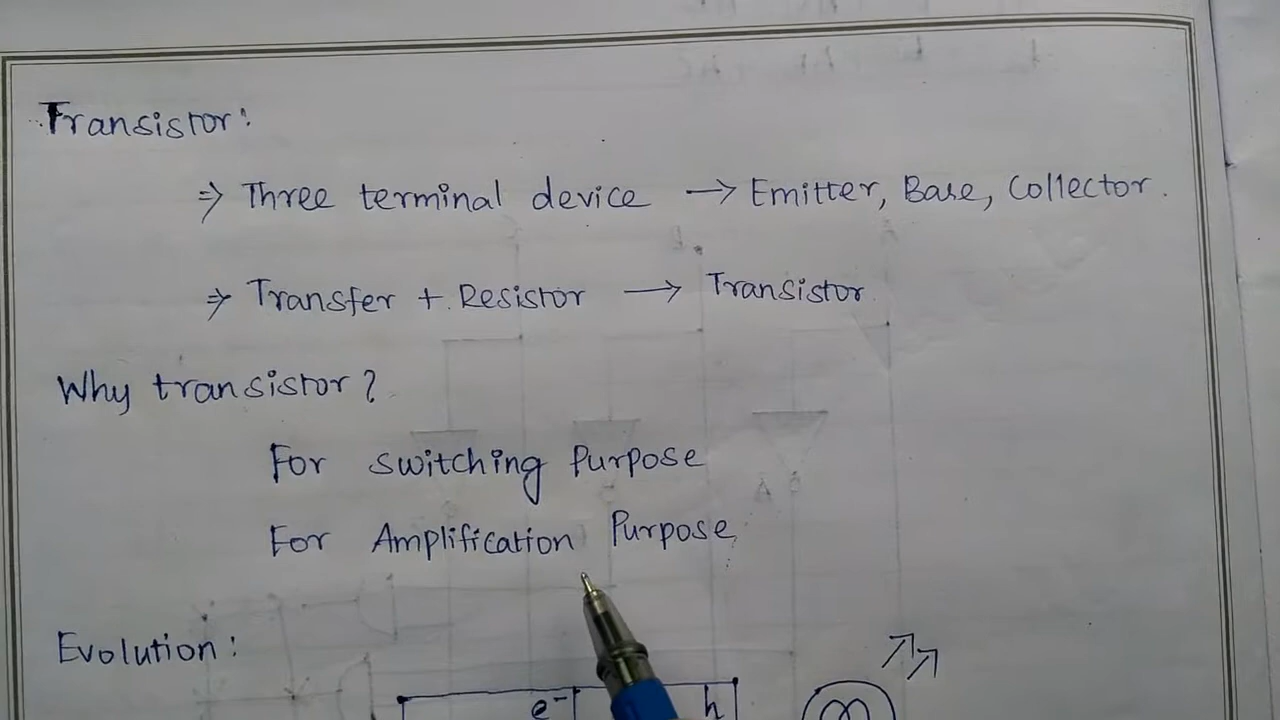 Transistor:
⇒ Three terminal device → Emitter, Base, Collector.
⇒ Transfer + Resistor → Transistor
Why transistor?
For switching Purpose
For Amplification Purpose
Evolution:
e⁻ h